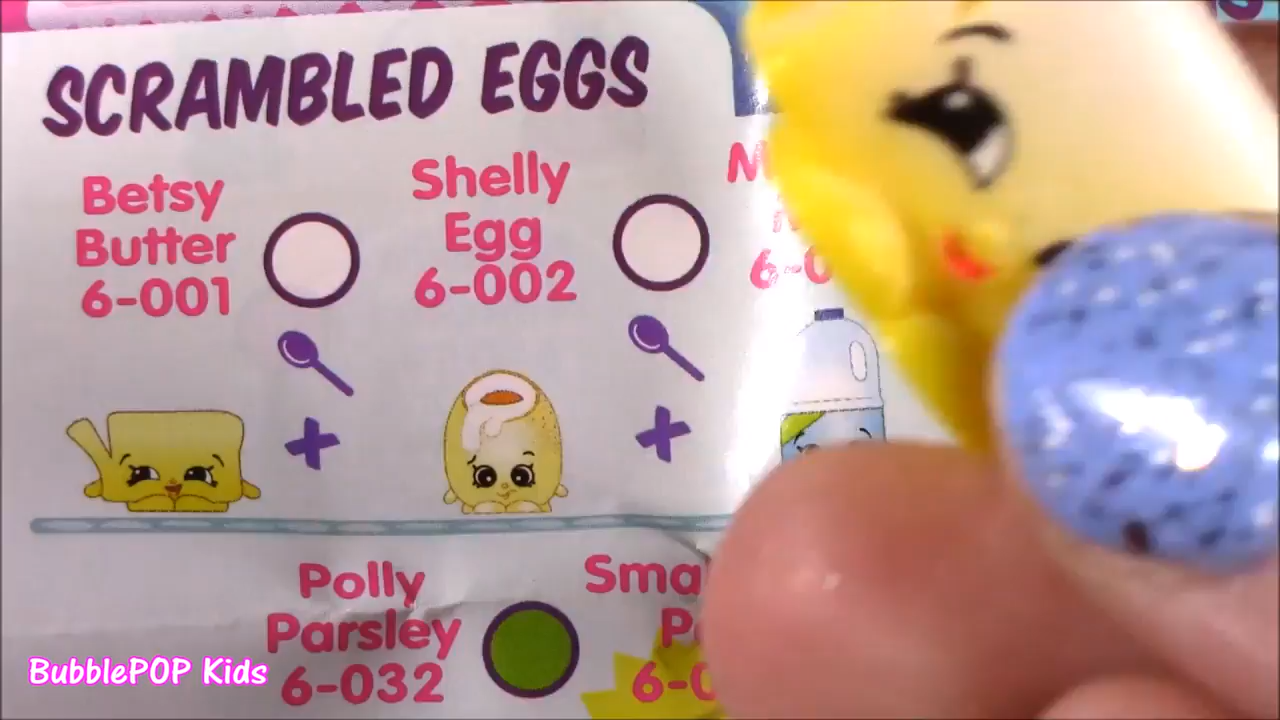 SCRAMBLED EGGS
Betsy
Butter
6-001
Shelly
Egg
6-002
Polly
Parsley
6-032
BubblePOP Kids